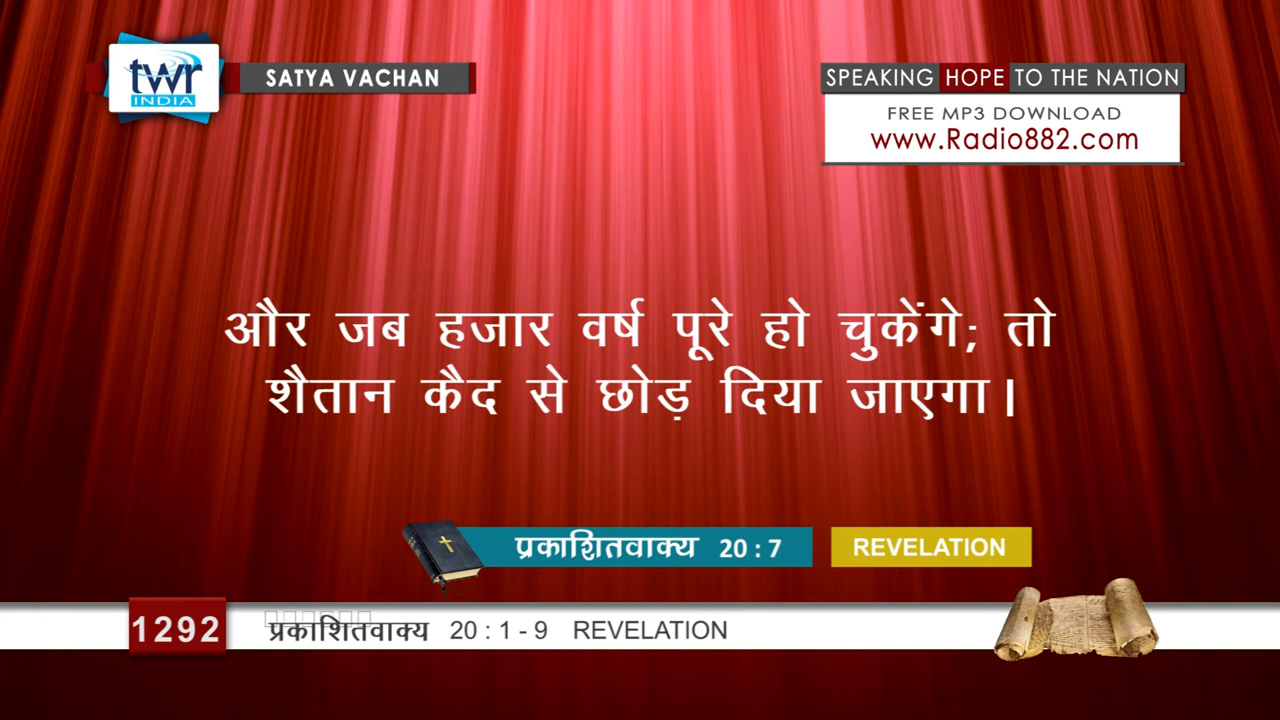 twr
INDIA
SATYA VACHAN
SPEAKING HOPE TO THE NATION
FREE MP3 DOWNLOAD
www.Radio882.com
और जब हजार वर्ष पूरे हो चुकेंगे; तो
शैतान कैद से छोड़ दिया जाएगा।
प्रकाशितवाक्य 20 : 7
REVELATION
1292
प्रकाशितवाक्य 20 : 1 - 9 REVELATION